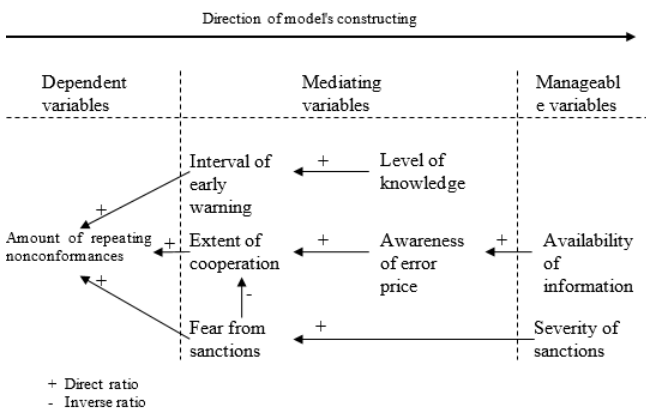 Direction of model's constructing
Dependent
variables
Mediating
variables
Manageabl
e variables
Interval of
early
warning
+
Level of
knowledge
+
Amount of repeating
nonconformances
+
Extent of
cooperation
+
Awareness
of error
price
+
Availability
of
information
+
-
Fear from
sanctions
+
Severity of
sanctions
+ Direct ratio
- Inverse ratio